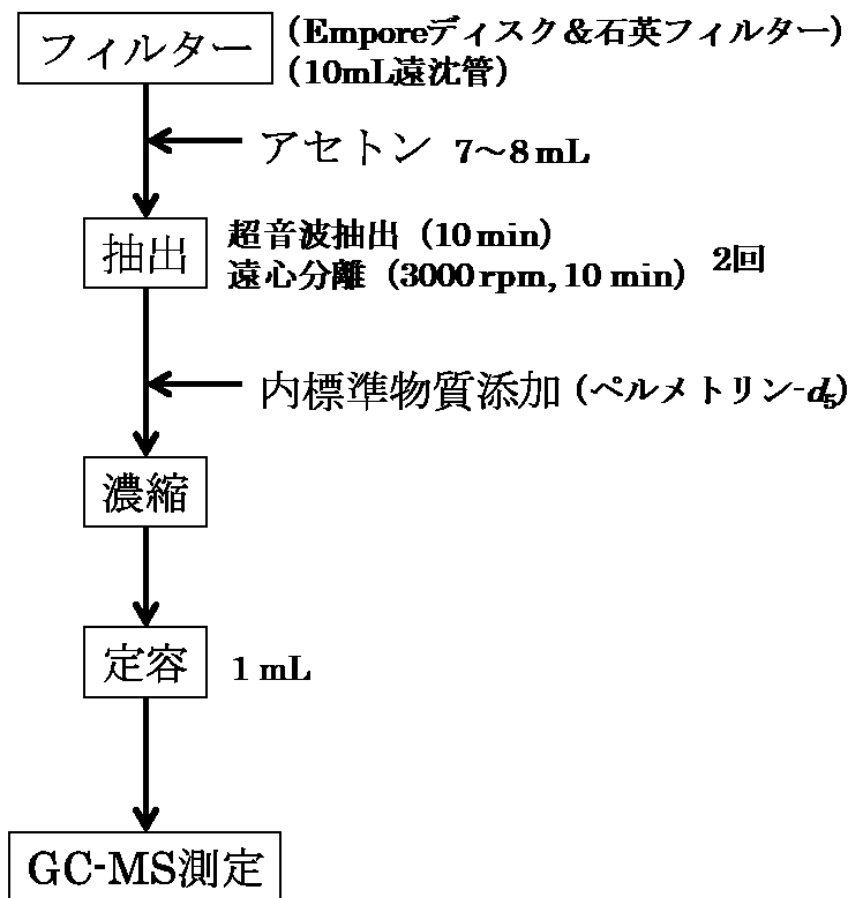 フィルター
(Emporeディスク&石英フィルター)
(10mL遠沈管)
アセトン 7~8 mL
抽出
超音波抽出 (10 min)
遠心分離 (3000 rpm, 10 min)
2回
内標準物質添加 (ペルメトリン-d5)
濃縮
定容
1 mL
GC-MS測定